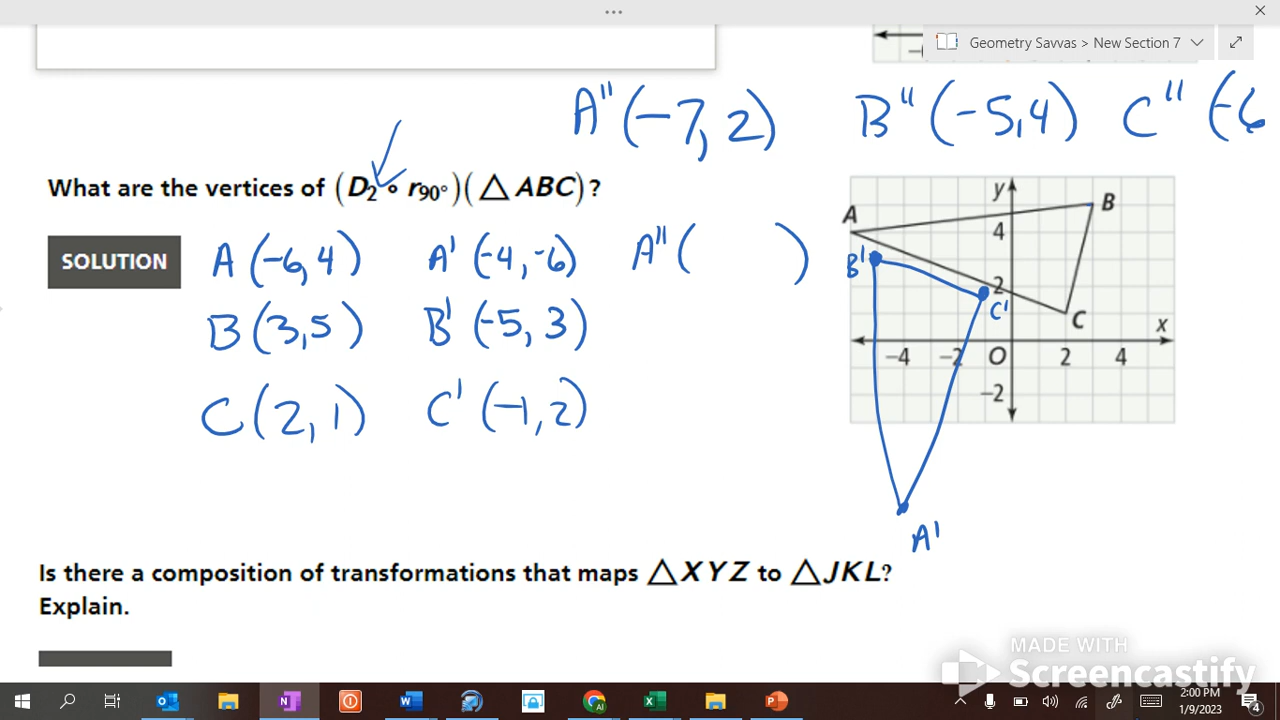 Geometry Savvas > New Section 7
A"(-7, 2) B"(-5,4) C"(-6
What are the vertices of (D2 ∘ r90°)(△ABC)?
SOLUTION
A(-6,4) A'(-4,-6) A"( )
B(3,5) B'(-5, 3)
C(2,1) C'(-1,2)
y
A B
4
B'
2
C' C
x
-4 -2 O 2 4
-2
A'
Is there a composition of transformations that maps △XYZ to △JKL?
Explain.
MADE WITH
Screencastify
2:00 PM
1/9/2023
4